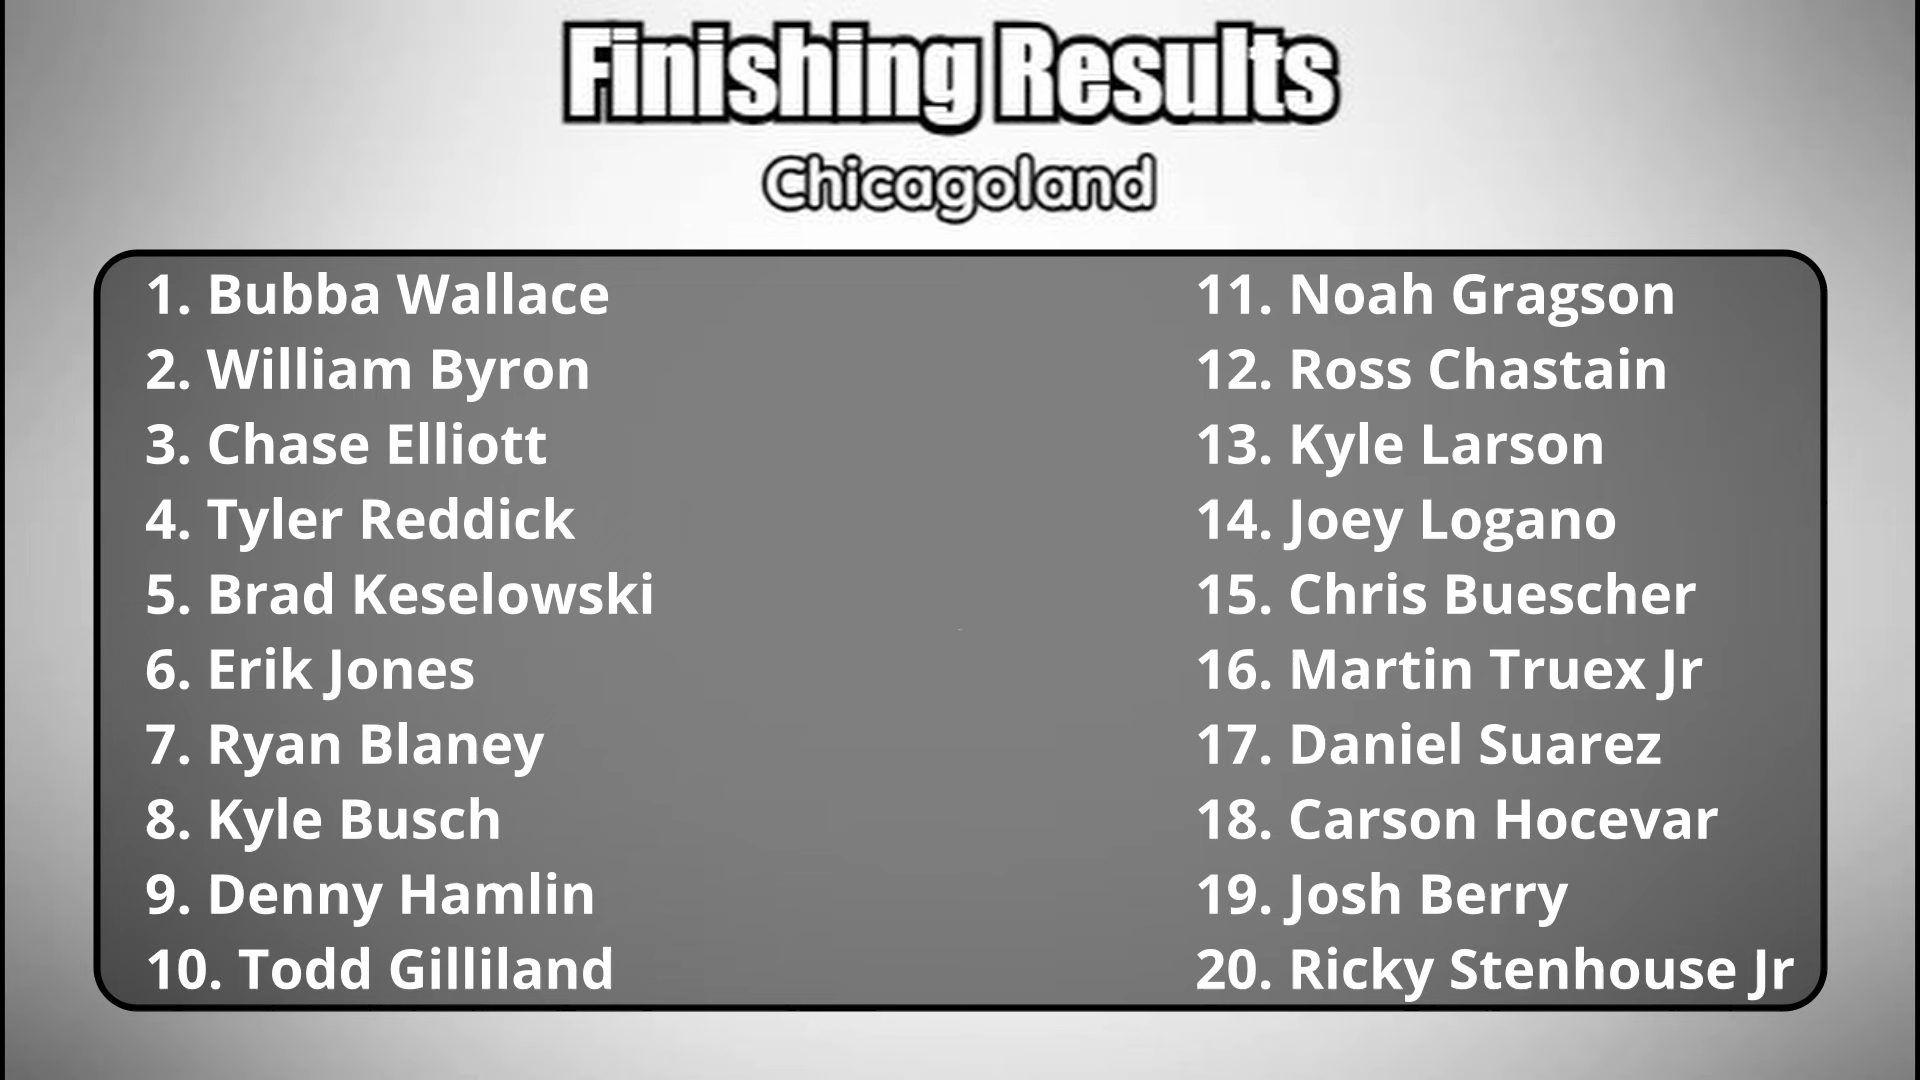 Finishing Results
Chicagoland
1. Bubba Wallace
2. William Byron
3. Chase Elliott
4. Tyler Reddick
5. Brad Keselowski
6. Erik Jones
7. Ryan Blaney
8. Kyle Busch
9. Denny Hamlin
10. Todd Gilliland
11. Noah Gragson
12. Ross Chastain
13. Kyle Larson
14. Joey Logano
15. Chris Buescher
16. Martin Truex Jr
17. Daniel Suarez
18. Carson Hocevar
19. Josh Berry
20. Ricky Stenhouse Jr